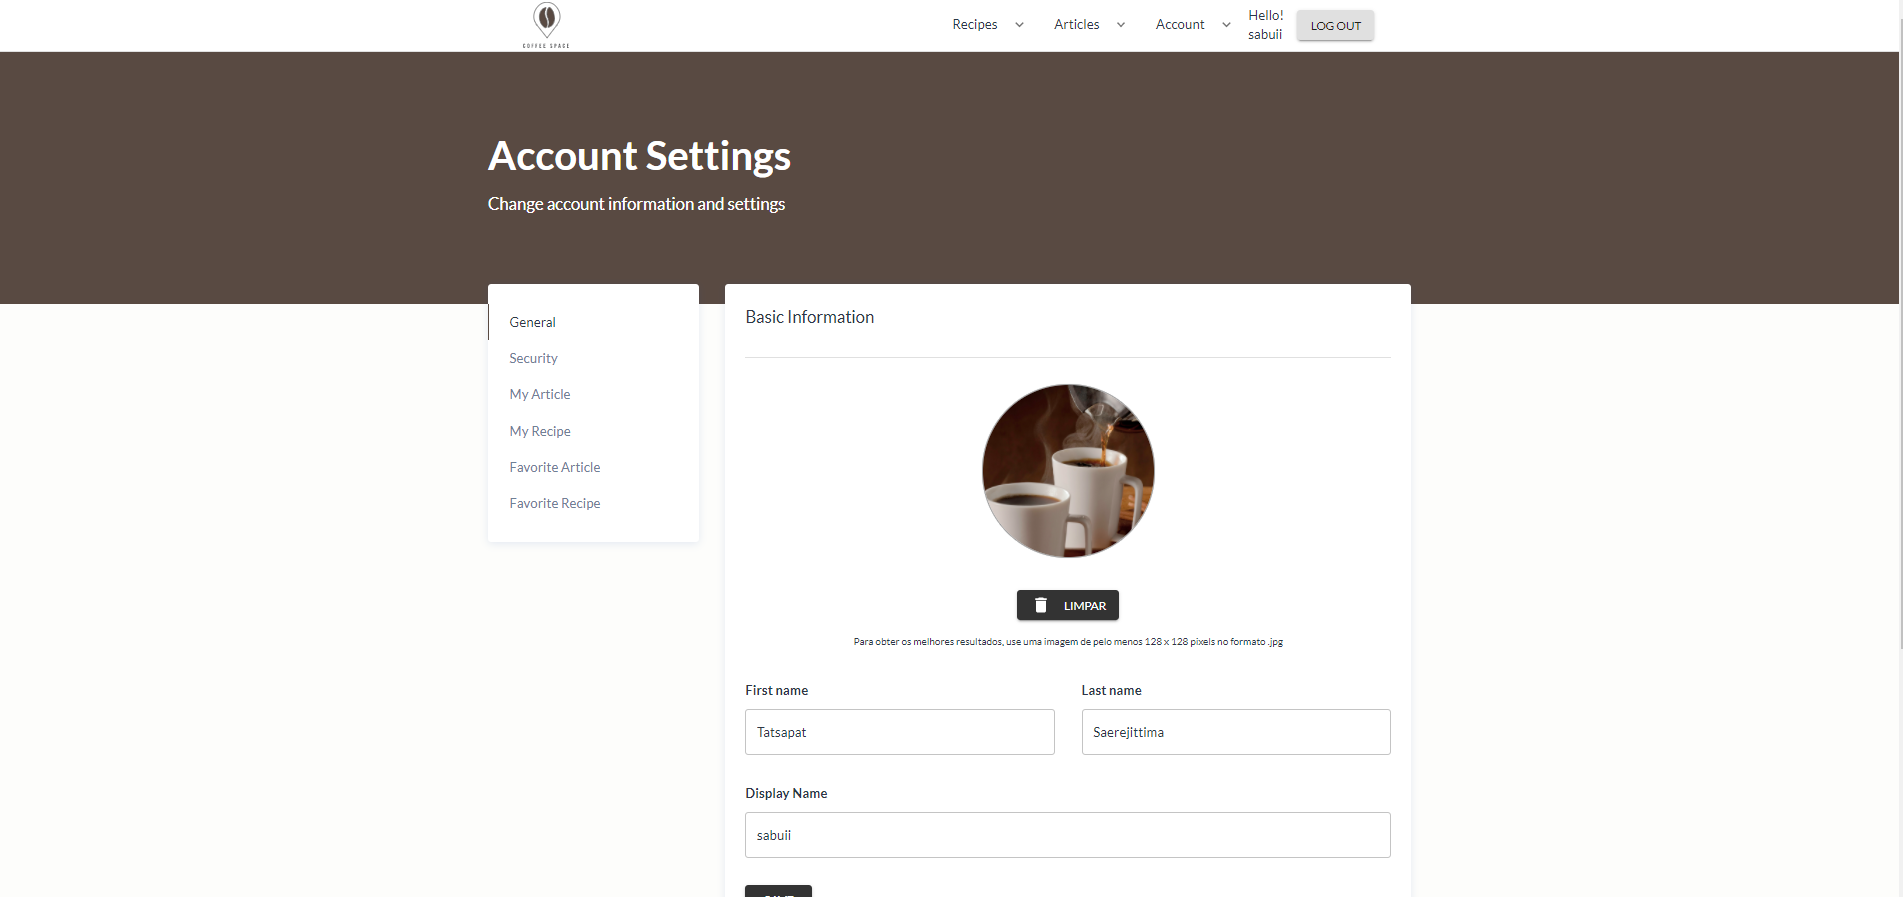 COFFEE SPACE
Recipes
Articles
Account
Hello!
sabuii
LOG OUT
Account Settings
Change account information and settings
General
Security
My Article
My Recipe
Favorite Article
Favorite Recipe
Basic Information
LIMPAR
Para obter os melhores resultados, use uma imagem de pelo menos 128 x 128 pixels no formato .jpg
First name
Last name
Tatsapat
Saerejittima
Display Name
sabuii